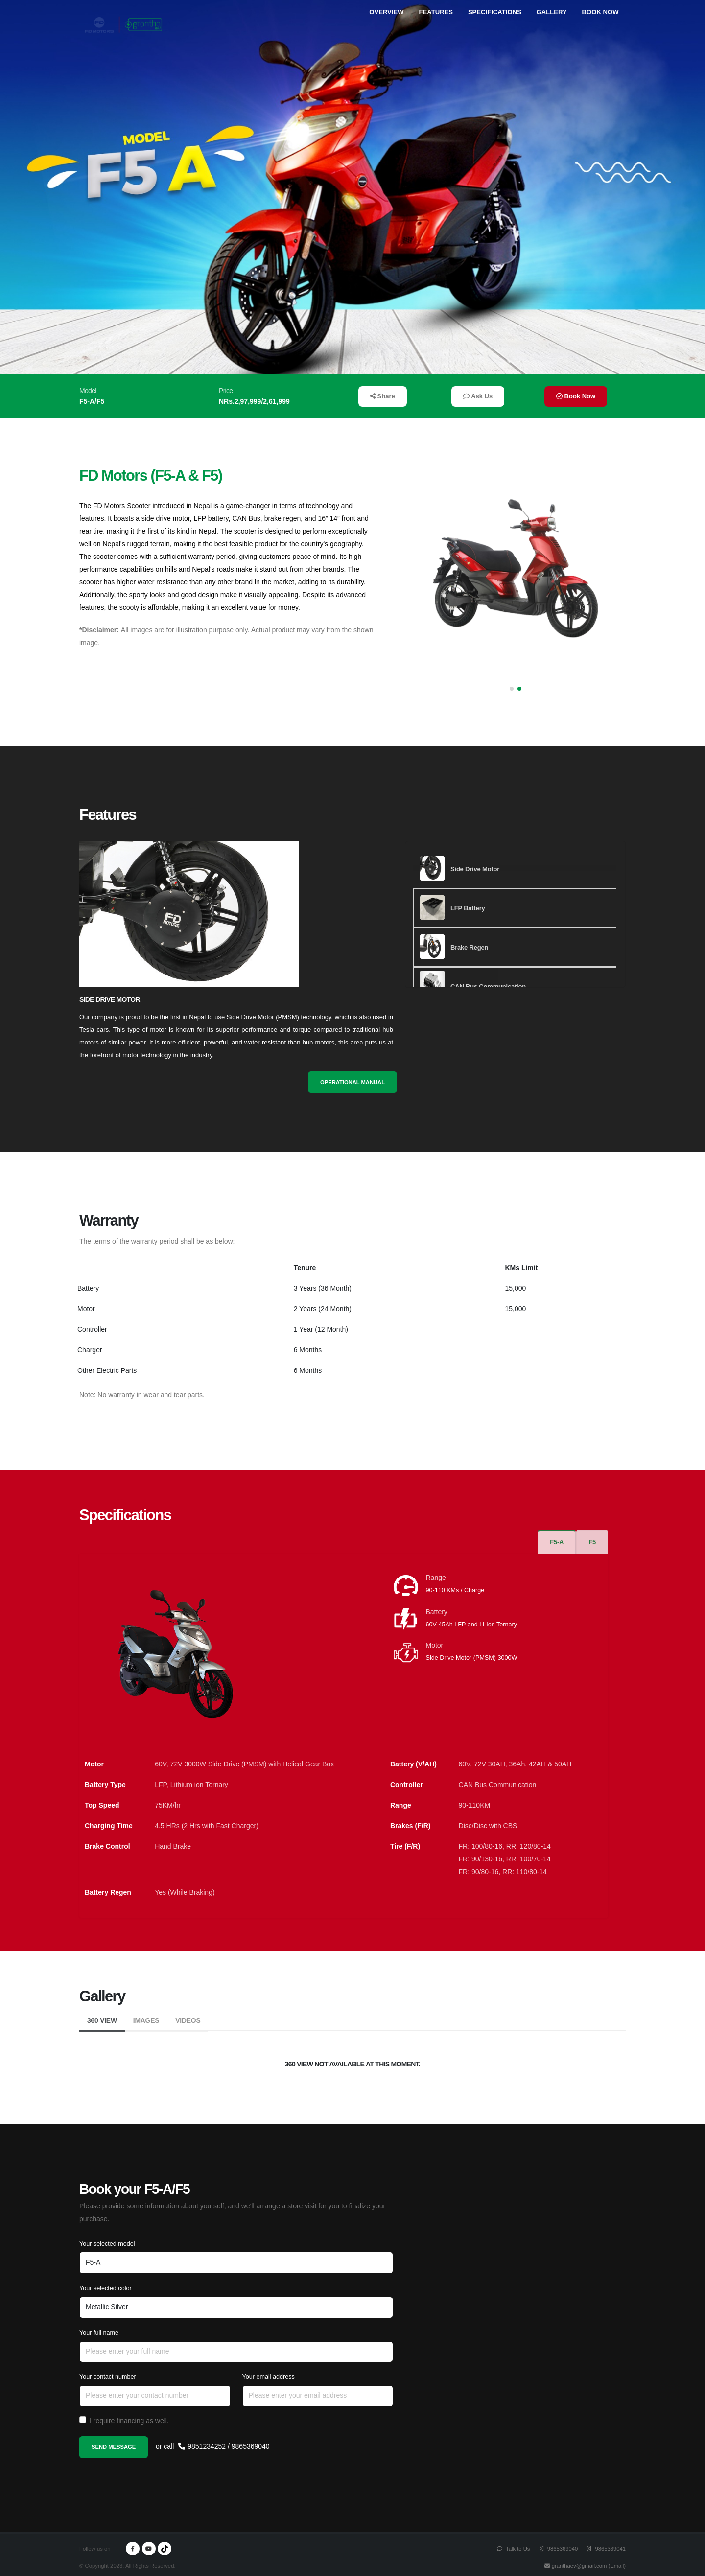 grantho
OVERVIEW FEATURES SPECIFICATIONS GALLERY BOOK NOW
MODEL
F5 A
Model
F5-A/F5
Price
NRs.2,97,999/2,61,999
Share
Ask Us
Book Now
FD Motors (F5-A & F5)
The FD Motors Scooter introduced in Nepal is a game-changer in terms of technology and
features. It boasts a side drive motor, LFP battery, CAN Bus, brake regen, and 16" 14" front and
rear tire, making it the first of its kind in Nepal. The scooter is designed to perform exceptionally
well on Nepal's rugged terrain, making it the best feasible product for the country's geography.
The scooter comes with a sufficient warranty period, giving customers peace of mind. Its high-
performance capabilities on hills and Nepal's roads make it stand out from other brands. The
scooter has higher water resistance than any other brand in the market, adding to its durability.
Additionally, the sporty looks and good design make it visually appealing. Despite its advanced
features, the scooty is affordable, making it an excellent value for money.
*Disclaimer: All images are for illustration purpose only. Actual product may vary from the shown
image.
Features
FD
MOTORS
Side Drive Motor
LFP Battery
Brake Regen
CAN Bus Communication
SIDE DRIVE MOTOR
Our company is proud to be the first in Nepal to use Side Drive Motor (PMSM) technology, which is also used in
Tesla cars. This type of motor is known for its superior performance and torque compared to traditional hub
motors of similar power. It is more efficient, powerful, and water-resistant than hub motors, this area puts us at
the forefront of motor technology in the industry.
OPERATIONAL MANUAL
Warranty
The terms of the warranty period shall be as below:
Tenure KMs Limit
Battery 3 Years (36 Month) 15,000
Motor 2 Years (24 Month) 15,000
Controller 1 Year (12 Month)
Charger 6 Months
Other Electric Parts 6 Months
Note: No warranty in wear and tear parts.
Specifications
F5-A F5
Range
90-110 KMs / Charge
Battery
60V 45Ah LFP and Li-Ion Ternary
Motor
Side Drive Motor (PMSM) 3000W
Motor 60V, 72V 3000W Side Drive (PMSM) with Helical Gear Box Battery (V/AH) 60V, 72V 30AH, 36Ah, 42AH & 50AH
Battery Type LFP, Lithium ion Ternary Controller CAN Bus Communication
Top Speed 75KM/hr Range 90-110KM
Charging Time 4.5 HRs (2 Hrs with Fast Charger) Brakes (F/R) Disc/Disc with CBS
Brake Control Hand Brake Tire (F/R) FR: 100/80-16, RR: 120/80-14
FR: 90/130-16, RR: 100/70-14
FR: 90/80-16, RR: 110/80-14
Battery Regen Yes (While Braking)
Gallery
360 VIEW IMAGES VIDEOS
360 VIEW NOT AVAILABLE AT THIS MOMENT.
Book your F5-A/F5
Please provide some information about yourself, and we'll arrange a store visit for you to finalize your
purchase.
Your selected model
F5-A
Your selected color
Metallic Silver
Your full name
Please enter your full name
Your contact number Your email address
Please enter your contact number Please enter your email address
I require financing as well.
SEND MESSAGE or call 9851234252 / 9865369040
Follow us on Talk to Us 9865369040 9865369041
© Copyright 2023. All Rights Reserved.